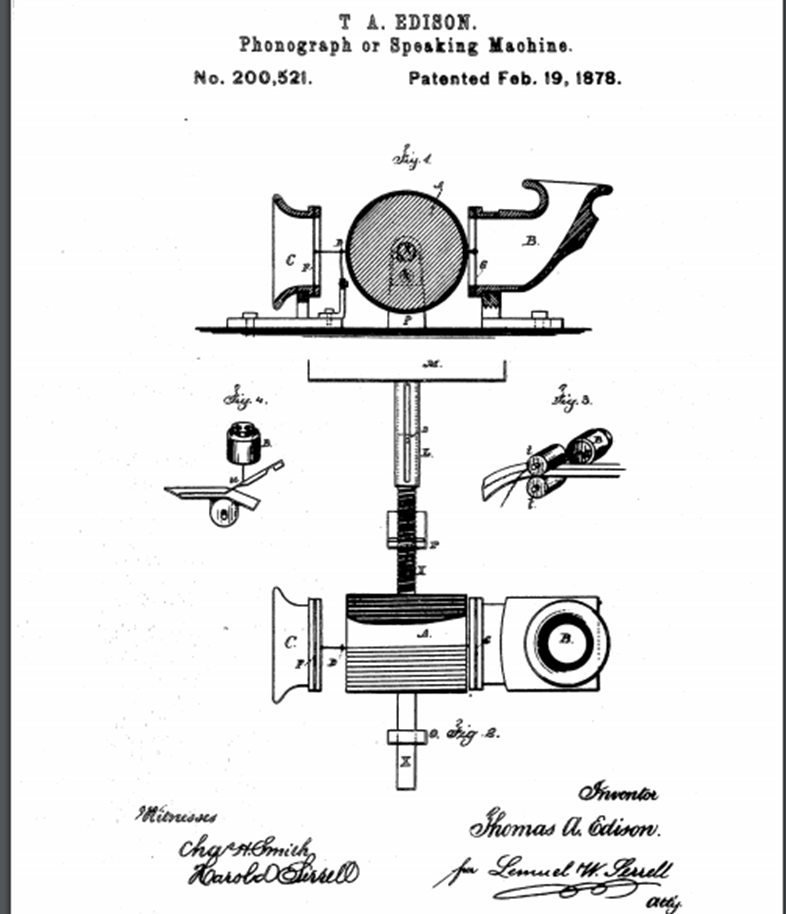 T A. EDISON.
Phonograph or Speaking Machine.
No. 200,521. Patented Feb. 19, 1878.
Fig. 1.
A
C
F
D
G
B.
P
M.
Fig. 4.
Fig. 3.
B.
B
L.
X
C.
F
D
A.
G
B.
O. Fig. 2.
X
Witnesses
Chas H. Smith
Harold Serrell
Inventor
Thomas A. Edison.
per Lemuel W. Serrell
atty.